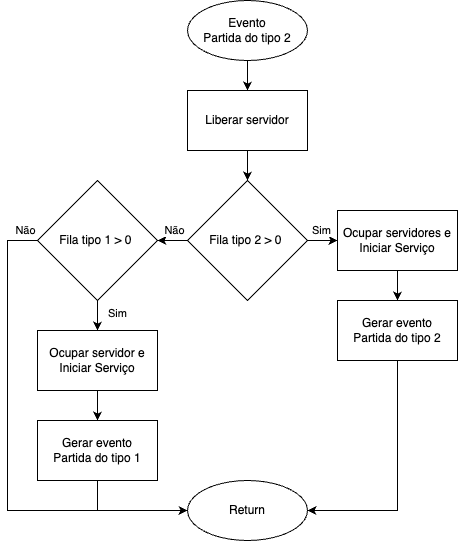 Evento
Partida do tipo 2
Liberar servidor
Não
Fila tipo 1 > 0
Não
Fila tipo 2 > 0
Sim
Ocupar servidores e
Iniciar Serviço
Sim
Gerar evento
Partida do tipo 2
Ocupar servidor e
Iniciar Serviço
Gerar evento
Partida do tipo 1
Return